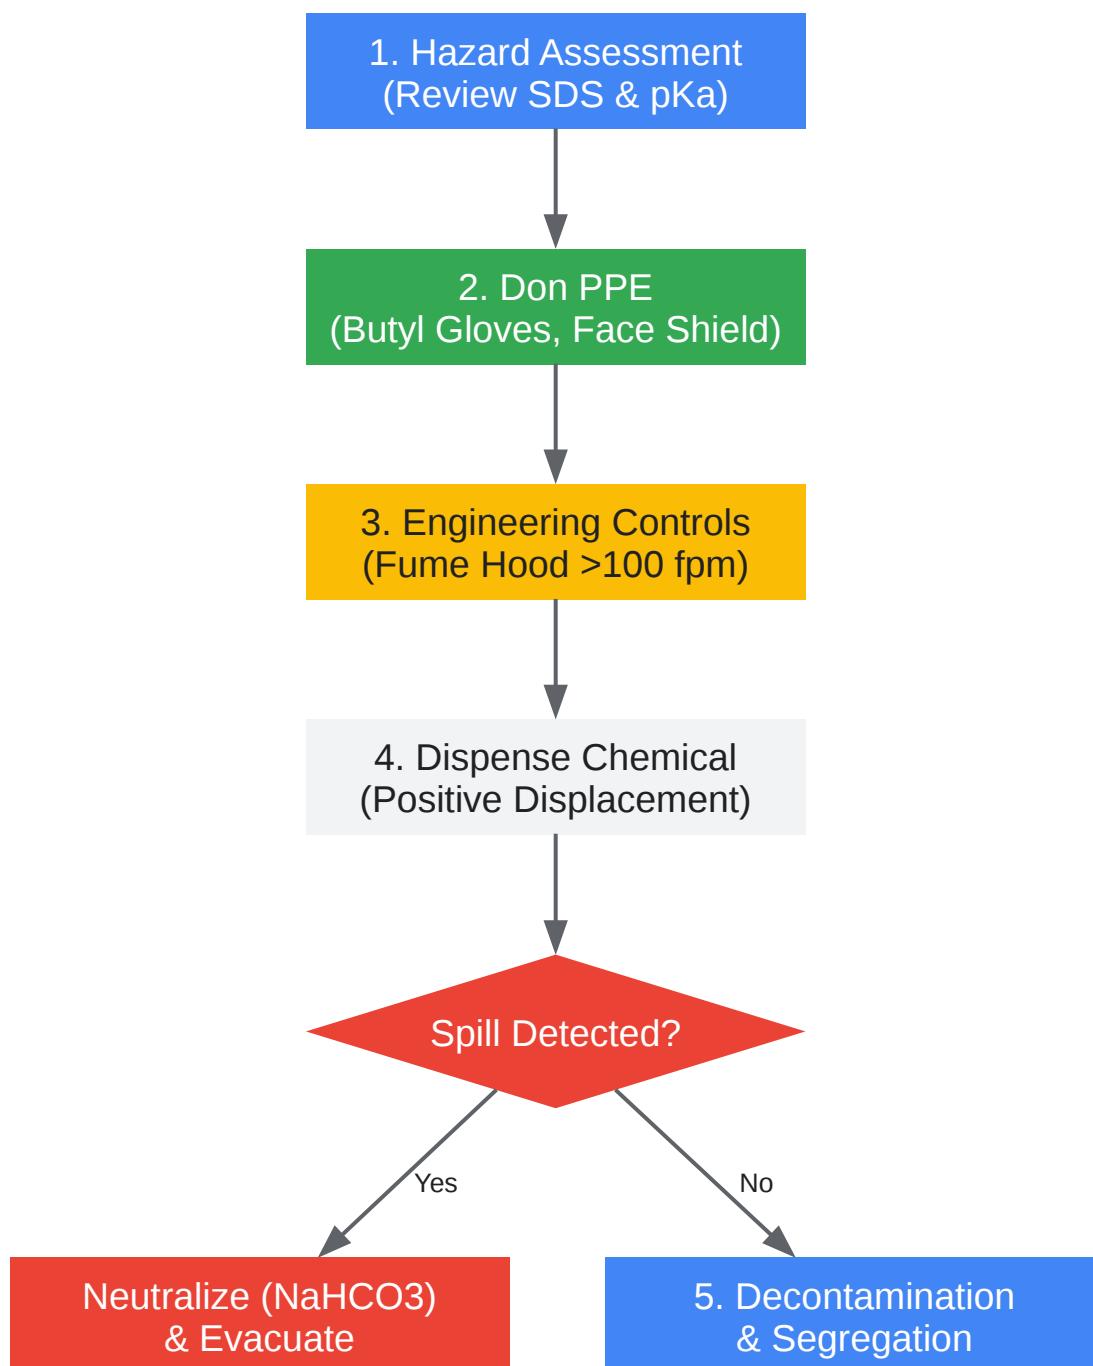 1. Hazard Assessment
(Review SDS & pKa)
2. Don PPE
(Butyl Gloves, Face Shield)
3. Engineering Controls
(Fume Hood >100 fpm)
4. Dispense Chemical
(Positive Displacement)
Spill Detected?
Yes
No
Neutralize (NaHCO3)
& Evacuate
5. Decontamination
& Segregation